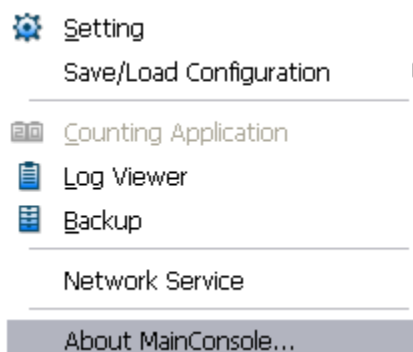 Setting
Save/Load Configuration
Counting Application
Log Viewer
Backup
Network Service
About MainConsole...